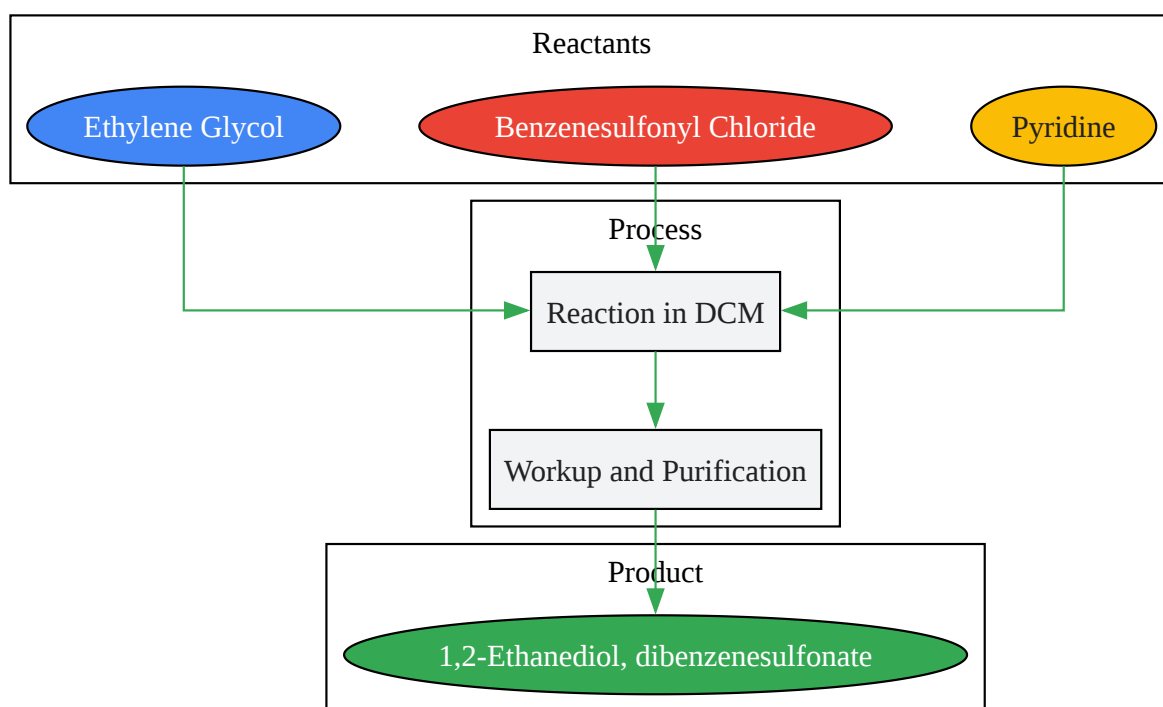 Reactants
Ethylene Glycol
Benzenesulfonyl Chloride
Pyridine
Process
Reaction in DCM
Workup and Purification
Product
1,2-Ethanediol, dibenzenesulfonate